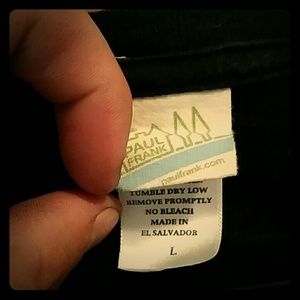 PAUL
FRANK
paulfrank.com
TUMBLE DRY LOW
REMOVE PROMPTLY
NO BLEACH
MADE IN
EL SALVADOR
L